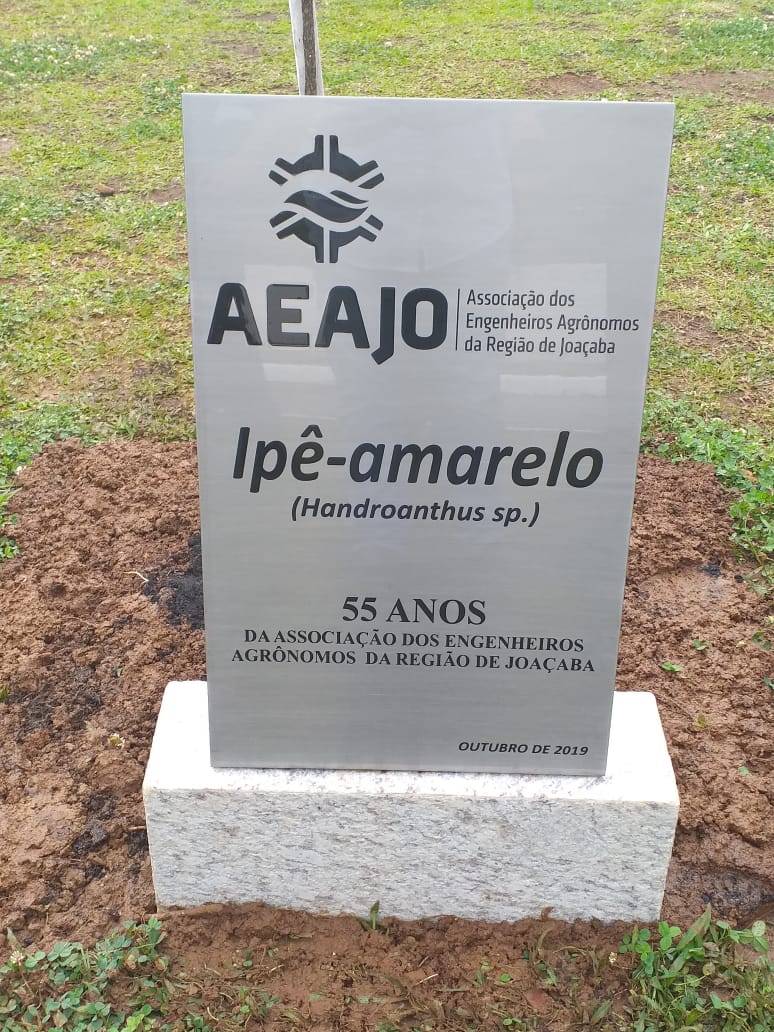 AEAJO
Associação dos
Engenheiros Agrônomos
da Região de Joaçaba
Ipê-amarelo
(Handroanthus sp.)
55 ANOS
DA ASSOCIAÇÃO DOS ENGENHEIROS
AGRÔNOMOS DA REGIÃO DE JOAÇABA
OUTUBRO DE 2019